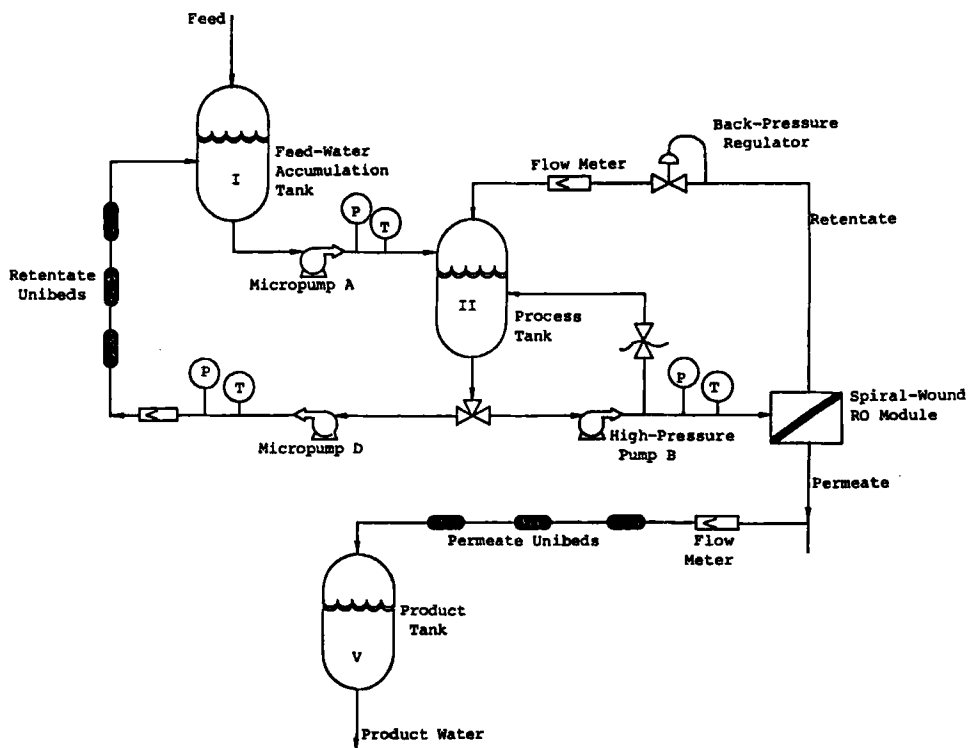 Feed
Back-Pressure
Regulator
Flow Meter
Feed-Water
Accumulation
Tank
I
P
T
Retentate
Micropump A
Retentate
Unibeds
II
Process
Tank
P
T
P
T
Spiral-Wound
RO Module
Micropump D
High-Pressure
Pump B
Permeate
Permeate Unibeds
Flow
Meter
Product
Tank
V
Product Water